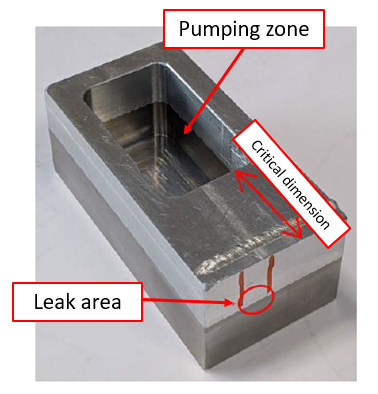 Pumping zone
Critical dimension
Leak area